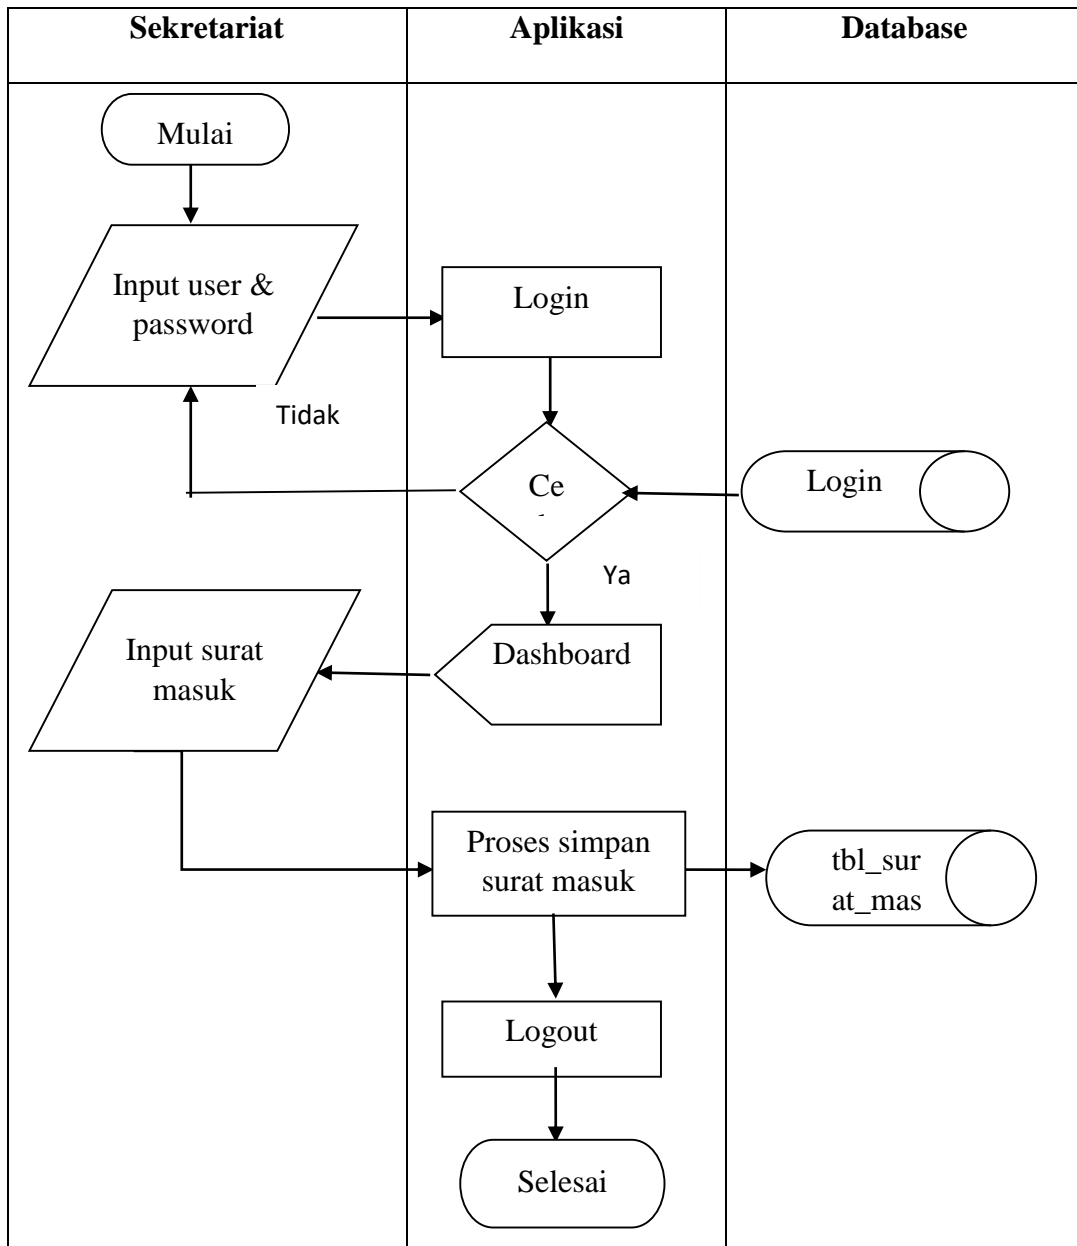 Sekretariat
Aplikasi
Database
Mulai
Input user &
password
Login
Tidak
Ce
Login
Ya
Input surat
masuk
Dashboard
Proses simpan
surat masuk
tbl_sur
at_mas
Logout
Selesai